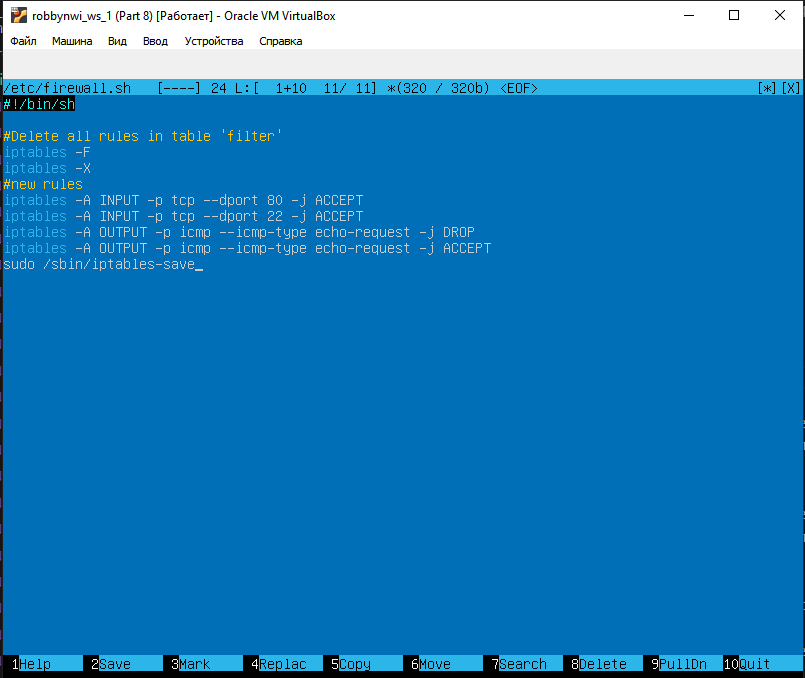 robbynwi_ws_1 (Part 8) [Работает] - Oracle VM VirtualBox
Файл Машина Вид Ввод Устройства Справка
/etc/firewall.sh [----] 24 L:[ 1+10 11/ 11] *(320 / 320b) <EOF> [*][X]
#!/bin/sh
#Delete all rules in table 'filter'
iptables -F
iptables -X
#new rules
iptables -A INPUT -p tcp --dport 80 -j ACCEPT
iptables -A INPUT -p tcp --dport 22 -j ACCEPT
iptables -A OUTPUT -p icmp --icmp-type echo-request -j DROP
iptables -A OUTPUT -p icmp --icmp-type echo-request -j ACCEPT
sudo /sbin/iptables-save_
1Help 2Save 3Mark 4Replac 5Copy 6Move 7Search 8Delete 9PullDn 10Quit